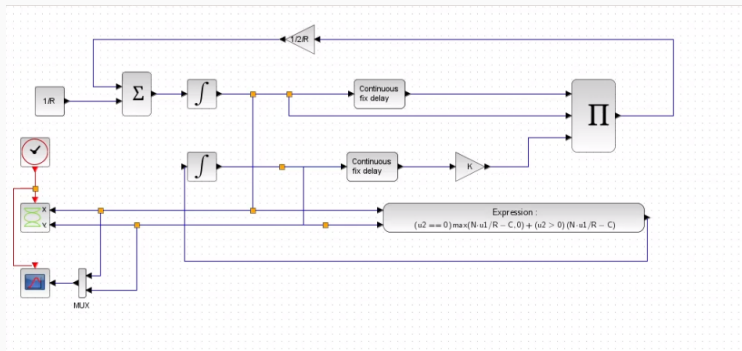 1/2/R
1/R
Σ
∫
Continuous
fix delay
Π
∫
Continuous
fix delay
K
X
Y
Expression :
(u2 == 0) max(N·u1/R − C, 0) + (u2 > 0) (N·u1/R − C)
MUX